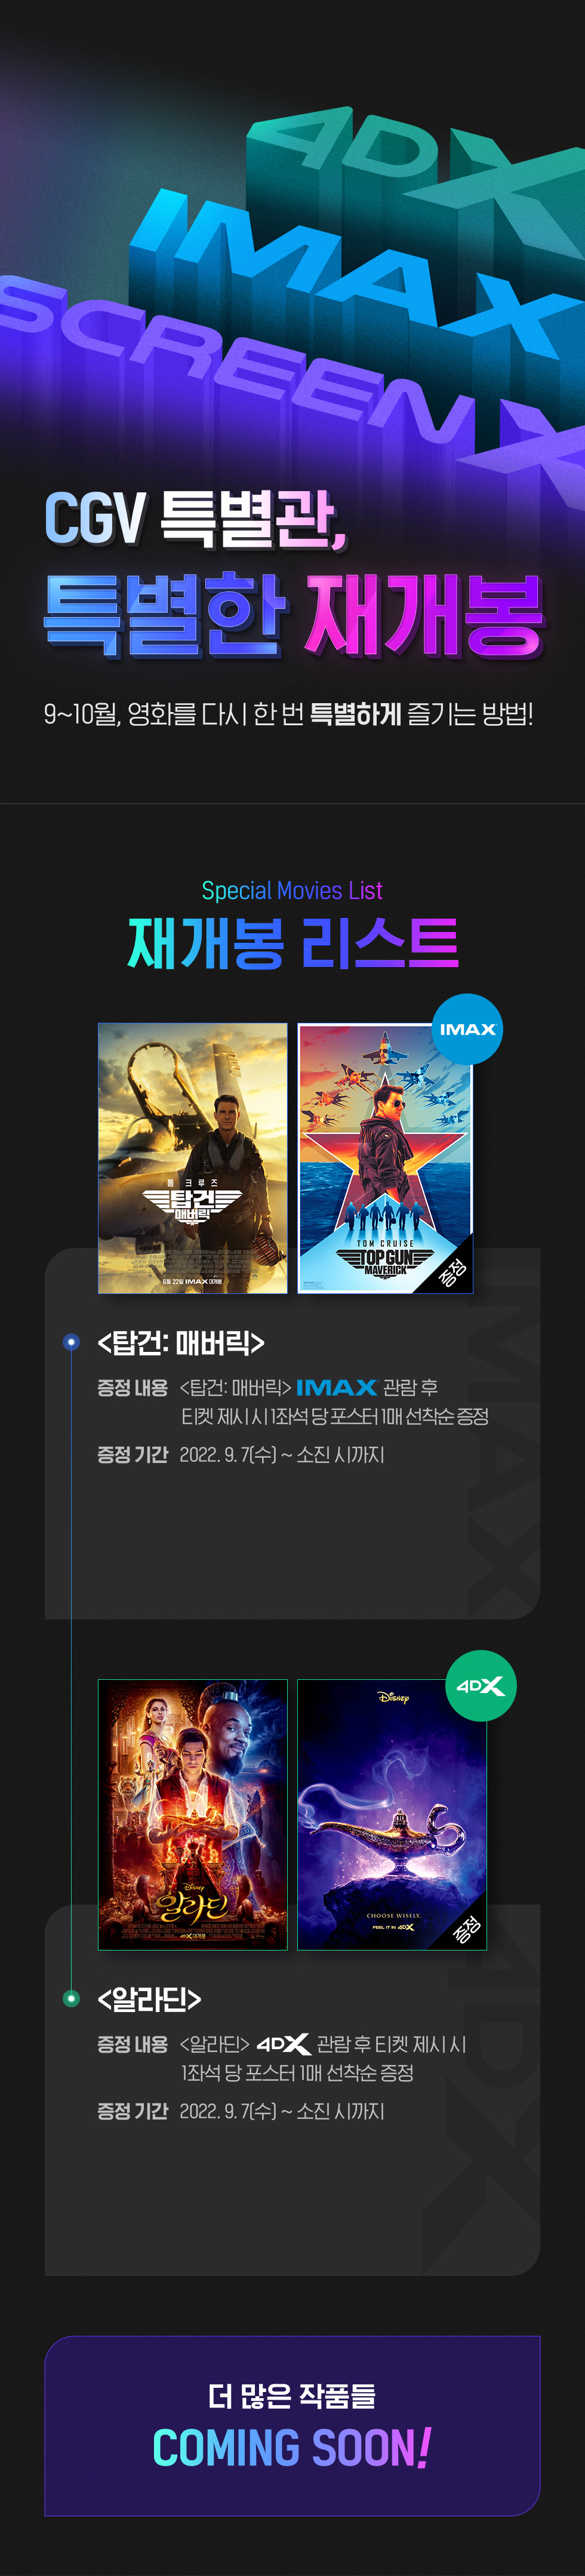 4DX
IMAX
SCREENX
CGV 특별관,
특별한 재개봉
9~10월, 영화를 다시 한 번 특별하게 즐기는 방법!
Special Movies List
재개봉 리스트
IMAX
톰 크루즈
탑건
매버릭
6월 22일 IMAX 대개봉
TOM CRUISE
TOP GUN
MAVERICK
증정
IMAX
<탑건: 매버릭>
증정 내용 <탑건: 매버릭> IMAX 관람 후
티켓 제시 시 1좌석 당 포스터 1매 선착순 증정
증정 기간 2022. 9. 7(수) ~ 소진 시까지
4DX
Disney
알라딘
4DX 대개봉
Disney
CHOOSE WISELY.
FEEL IT IN 4DX
증정
4DX
<알라딘>
증정 내용 <알라딘> 4DX 관람 후 티켓 제시 시
1좌석 당 포스터 1매 선착순 증정
증정 기간 2022. 9. 7(수) ~ 소진 시까지
더 많은 작품들
COMING SOON!